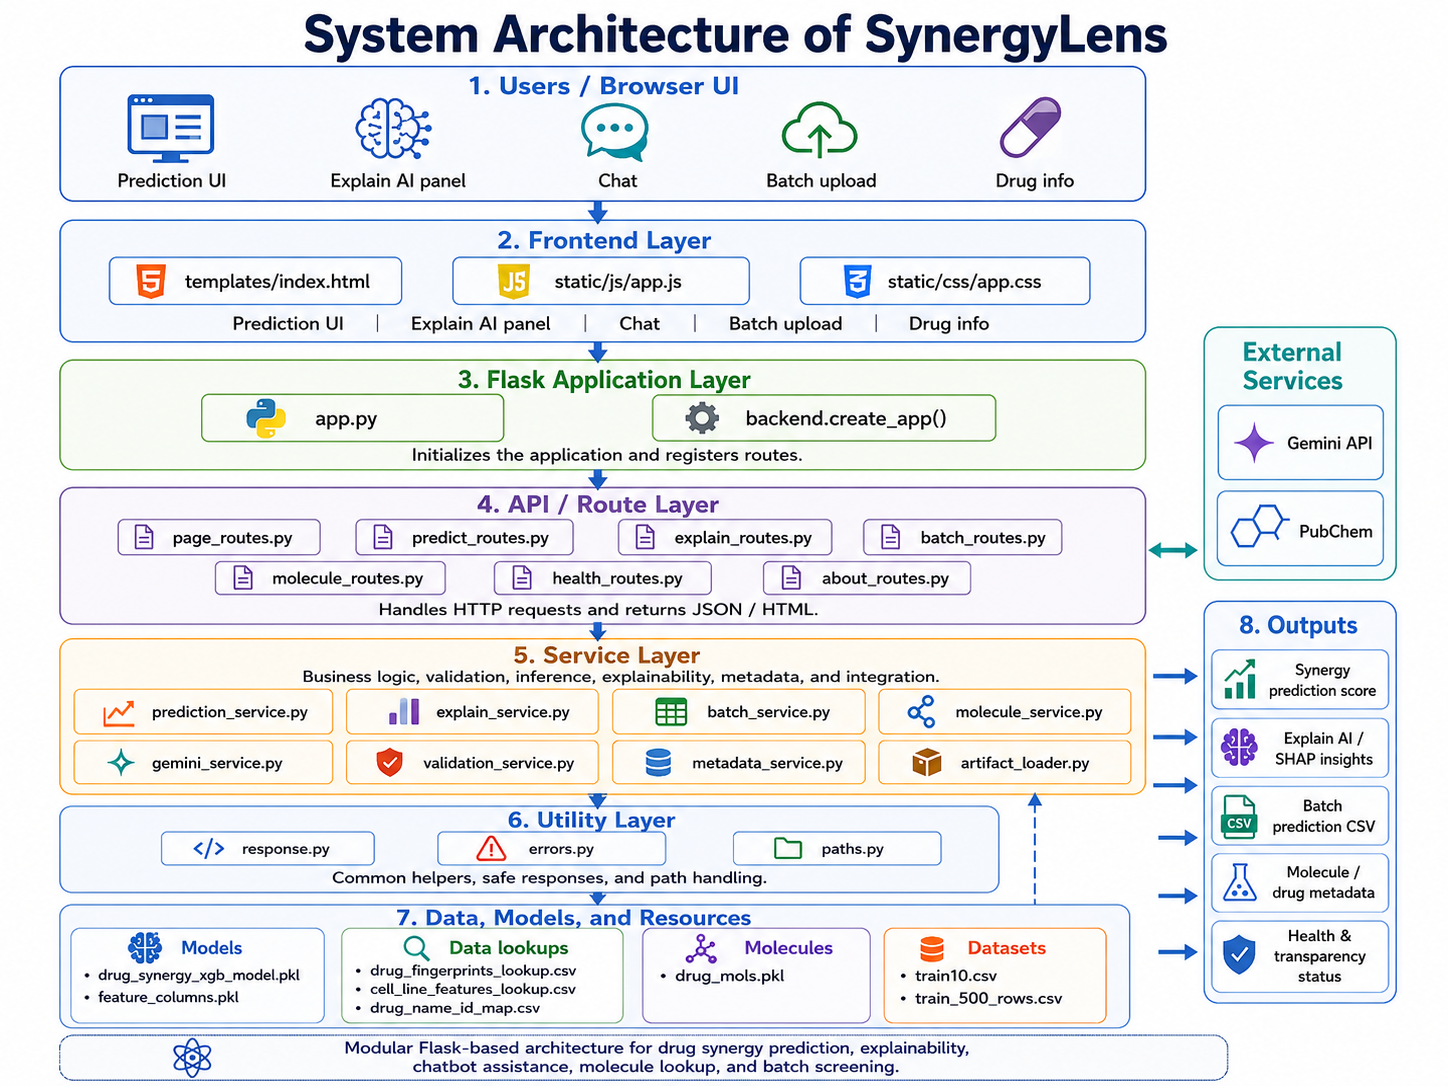 System Architecture of SynergyLens
1. Users / Browser UI
Prediction UI
Explain AI panel
Chat
Batch upload
Drug info
2. Frontend Layer
5 templates/index.html
JS static/js/app.js
3 static/css/app.css
Prediction UI | Explain AI panel | Chat | Batch upload | Drug info
3. Flask Application Layer
app.py
backend.create_app()
Initializes the application and registers routes.
4. API / Route Layer
page_routes.py
predict_routes.py
explain_routes.py
batch_routes.py
molecule_routes.py
health_routes.py
about_routes.py
Handles HTTP requests and returns JSON / HTML.
5. Service Layer
Business logic, validation, inference, explainability, metadata, and integration.
prediction_service.py
explain_service.py
batch_service.py
molecule_service.py
gemini_service.py
validation_service.py
metadata_service.py
artifact_loader.py
6. Utility Layer
</> response.py
errors.py
paths.py
Common helpers, safe responses, and path handling.
7. Data, Models, and Resources
Models
• drug_synergy_xgb_model.pkl
• feature_columns.pkl
Data lookups
• drug_fingerprints_lookup.csv
• cell_line_features_lookup.csv
• drug_name_id_map.csv
Molecules
• drug_mols.pkl
Datasets
• train10.csv
• train_500_rows.csv
Modular Flask-based architecture for drug synergy prediction, explainability,
chatbot assistance, molecule lookup, and batch screening.
External
Services
Gemini API
PubChem
8. Outputs
Synergy
prediction score
Explain AI /
SHAP insights
CSV
Batch
prediction CSV
Molecule /
drug metadata
Health &
transparency
status